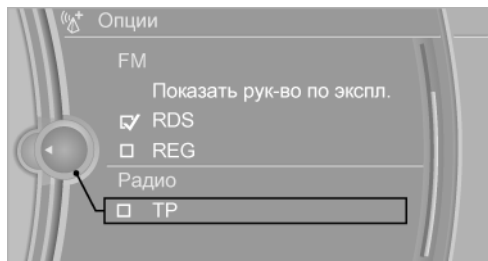 Опции
FM
Показать рук-во по экспл.
RDS
REG
Радио
TP